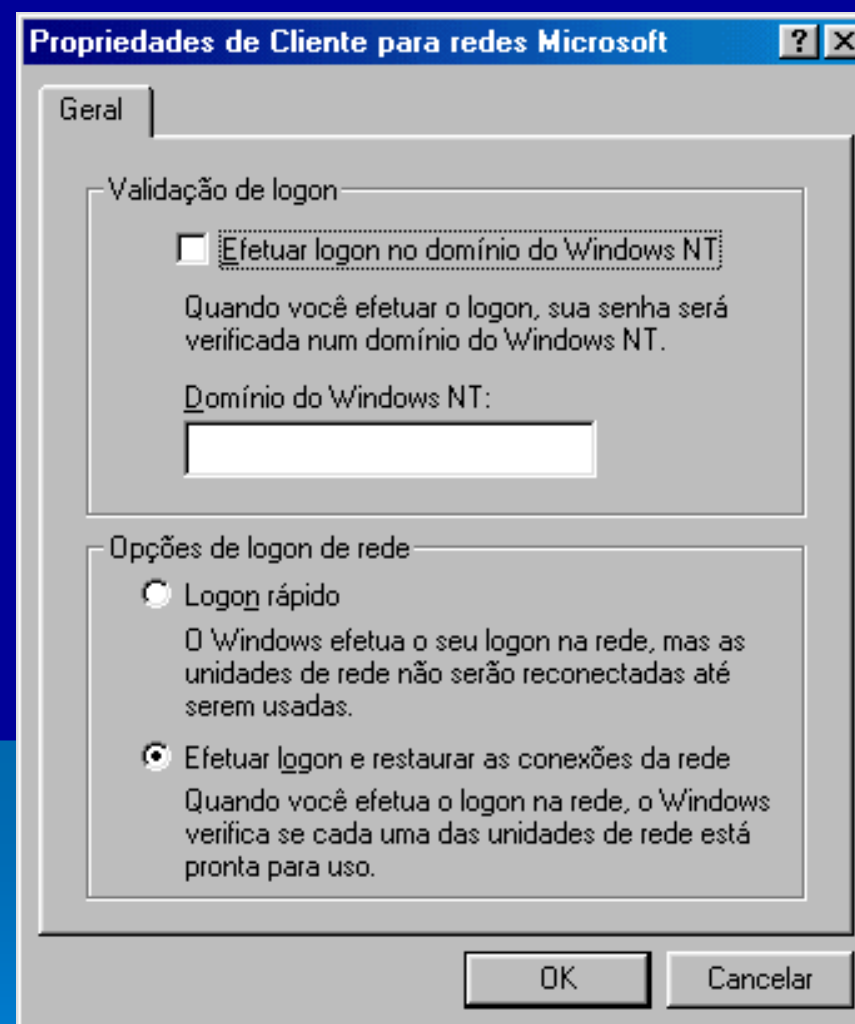 Propriedades de Cliente para redes Microsoft
Geral
Validação de logon
Efetuar logon no domínio do Windows NT
Quando você efetuar o logon, sua senha será
verificada num domínio do Windows NT.
Domínio do Windows NT:
Opções de logon de rede
Logon rápido
O Windows efetua o seu logon na rede, mas as
unidades de rede não serão reconectadas até
serem usadas.
Efetuar logon e restaurar as conexões da rede
Quando você efetua o logon na rede, o Windows
verifica se cada uma das unidades de rede está
pronta para uso.
OK Cancelar